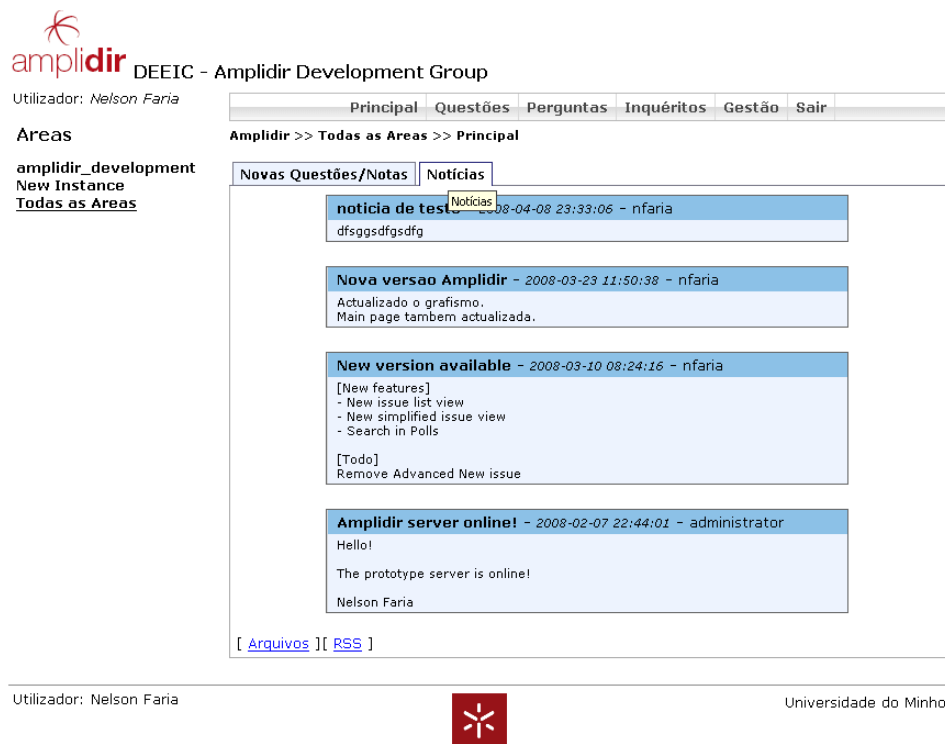 amplidir DEEIC - Amplidir Development Group
Utilizador: Nelson Faria
Principal Questões Perguntas Inquéritos Gestão Sair
Areas
Amplidir >> Todas as Areas >> Principal
amplidir_development
New Instance
Todas as Areas
Novas Questões/Notas Notícias
Notícias
noticia de teste - 2008-04-08 23:33:06 - nfaria
dfsggsdfgsdfg
Nova versao Amplidir - 2008-03-23 11:50:38 - nfaria
Actualizado o grafismo.
Main page tambem actualizada.
New version available - 2008-03-10 08:24:16 - nfaria
[New features]
- New issue list view
- New simplified issue view
- Search in Polls
[Todo]
Remove Advanced New issue
Amplidir server online! - 2008-02-07 22:44:01 - administrator
Hello!
The prototype server is online!
Nelson Faria
[ Arquivos ][ RSS ]
Utilizador: Nelson Faria
Universidade do Minho